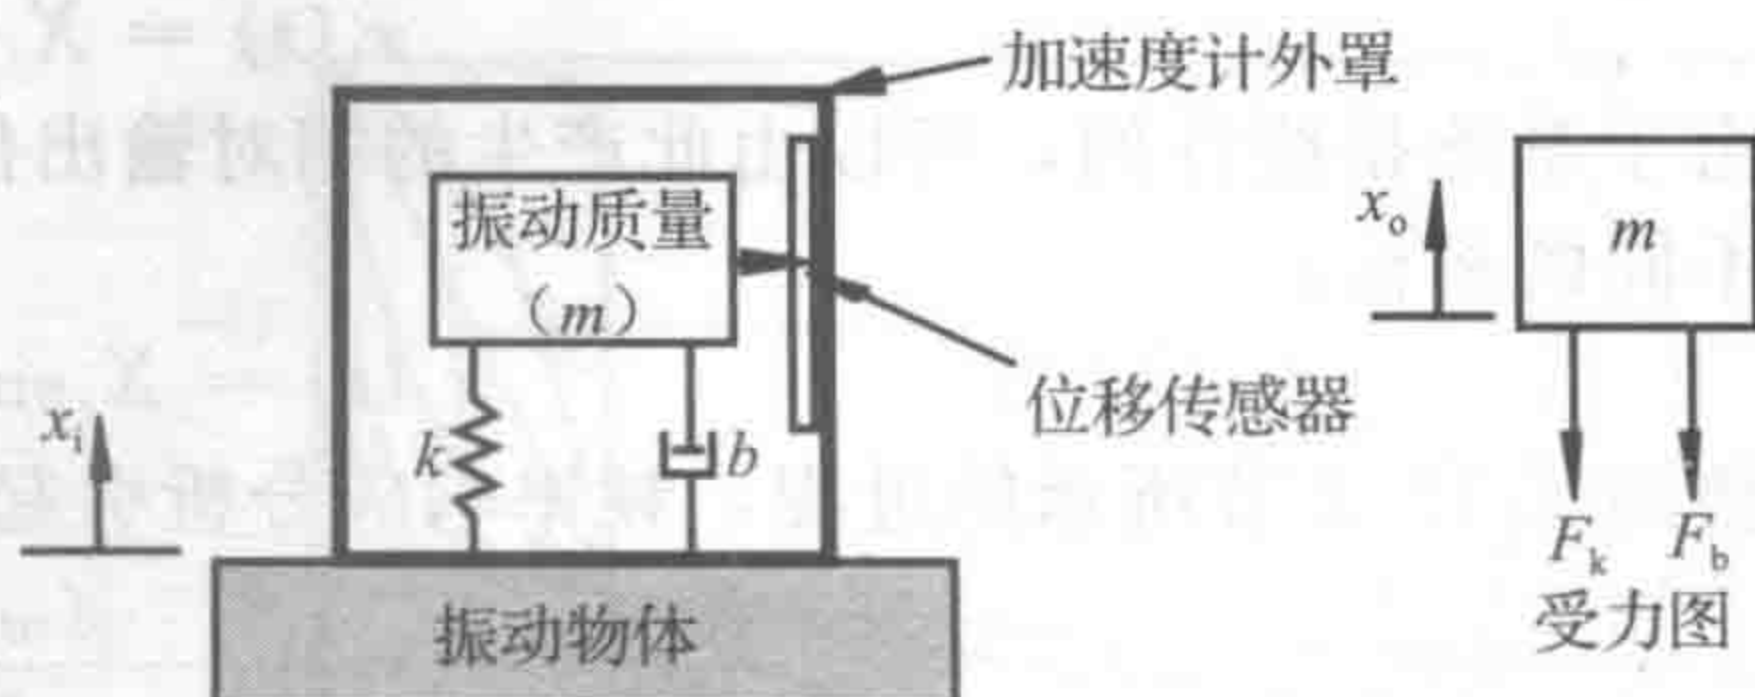 加速度计外罩
振动质量
(m)
x_o
m
位移传感器
x_i
k
b
F_k
F_b
受力图
振动物体